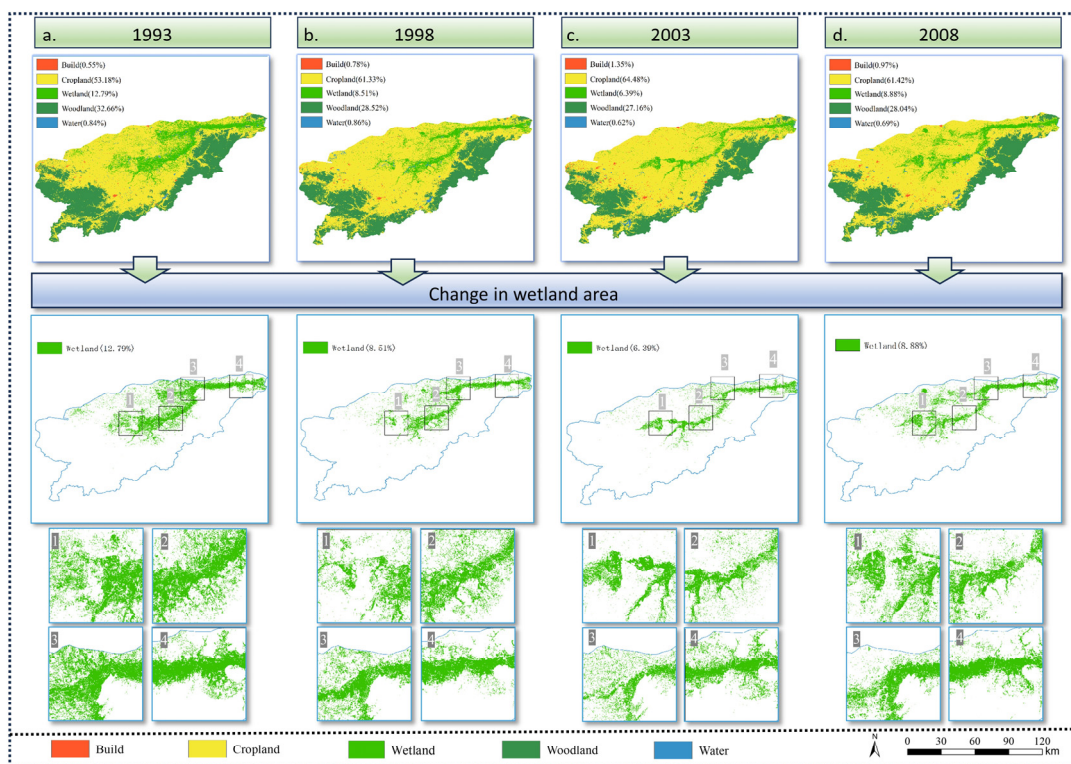 a. 1993
b. 1998
c. 2003
d. 2008
Build(0.55%)
Cropland(53.18%)
Wetland(12.79%)
Woodland(32.66%)
Water(0.84%)
Build(0.78%)
Cropland(61.33%)
Wetland(8.51%)
Woodland(28.52%)
Water(0.86%)
Build(1.35%)
Cropland(64.48%)
Wetland(6.39%)
Woodland(27.16%)
Water(0.62%)
Build(0.97%)
Cropland(61.42%)
Wetland(8.88%)
Woodland(28.04%)
Water(0.69%)
Change in wetland area
Wetland(12.79%)
1
2
3
4
Wetland(8.51%)
1
2
3
4
Wetland(6.39%)
1
2
3
4
Wetland(8.88%)
1
2
3
4
1
2
3
4
1
2
3
4
1
2
3
4
1
2
3
4
Build
Cropland
Wetland
Woodland
Water
N
0 30 60 90 120
km